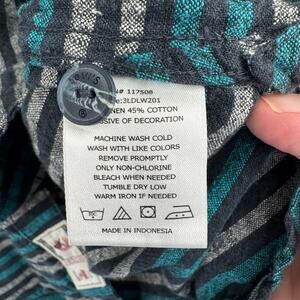 LEVI'S
# 117508
e:3LDLW201
NEN 45% COTTON
SIVE OF DECORATION
MACHINE WASH COLD
WASH WITH LIKE COLORS
REMOVE PROMPTLY
ONLY NON-CHLORINE
BLEACH WHEN NEEDED
TUMBLE DRY LOW
WARM IRON IF NEEDED
MADE IN INDONESIA